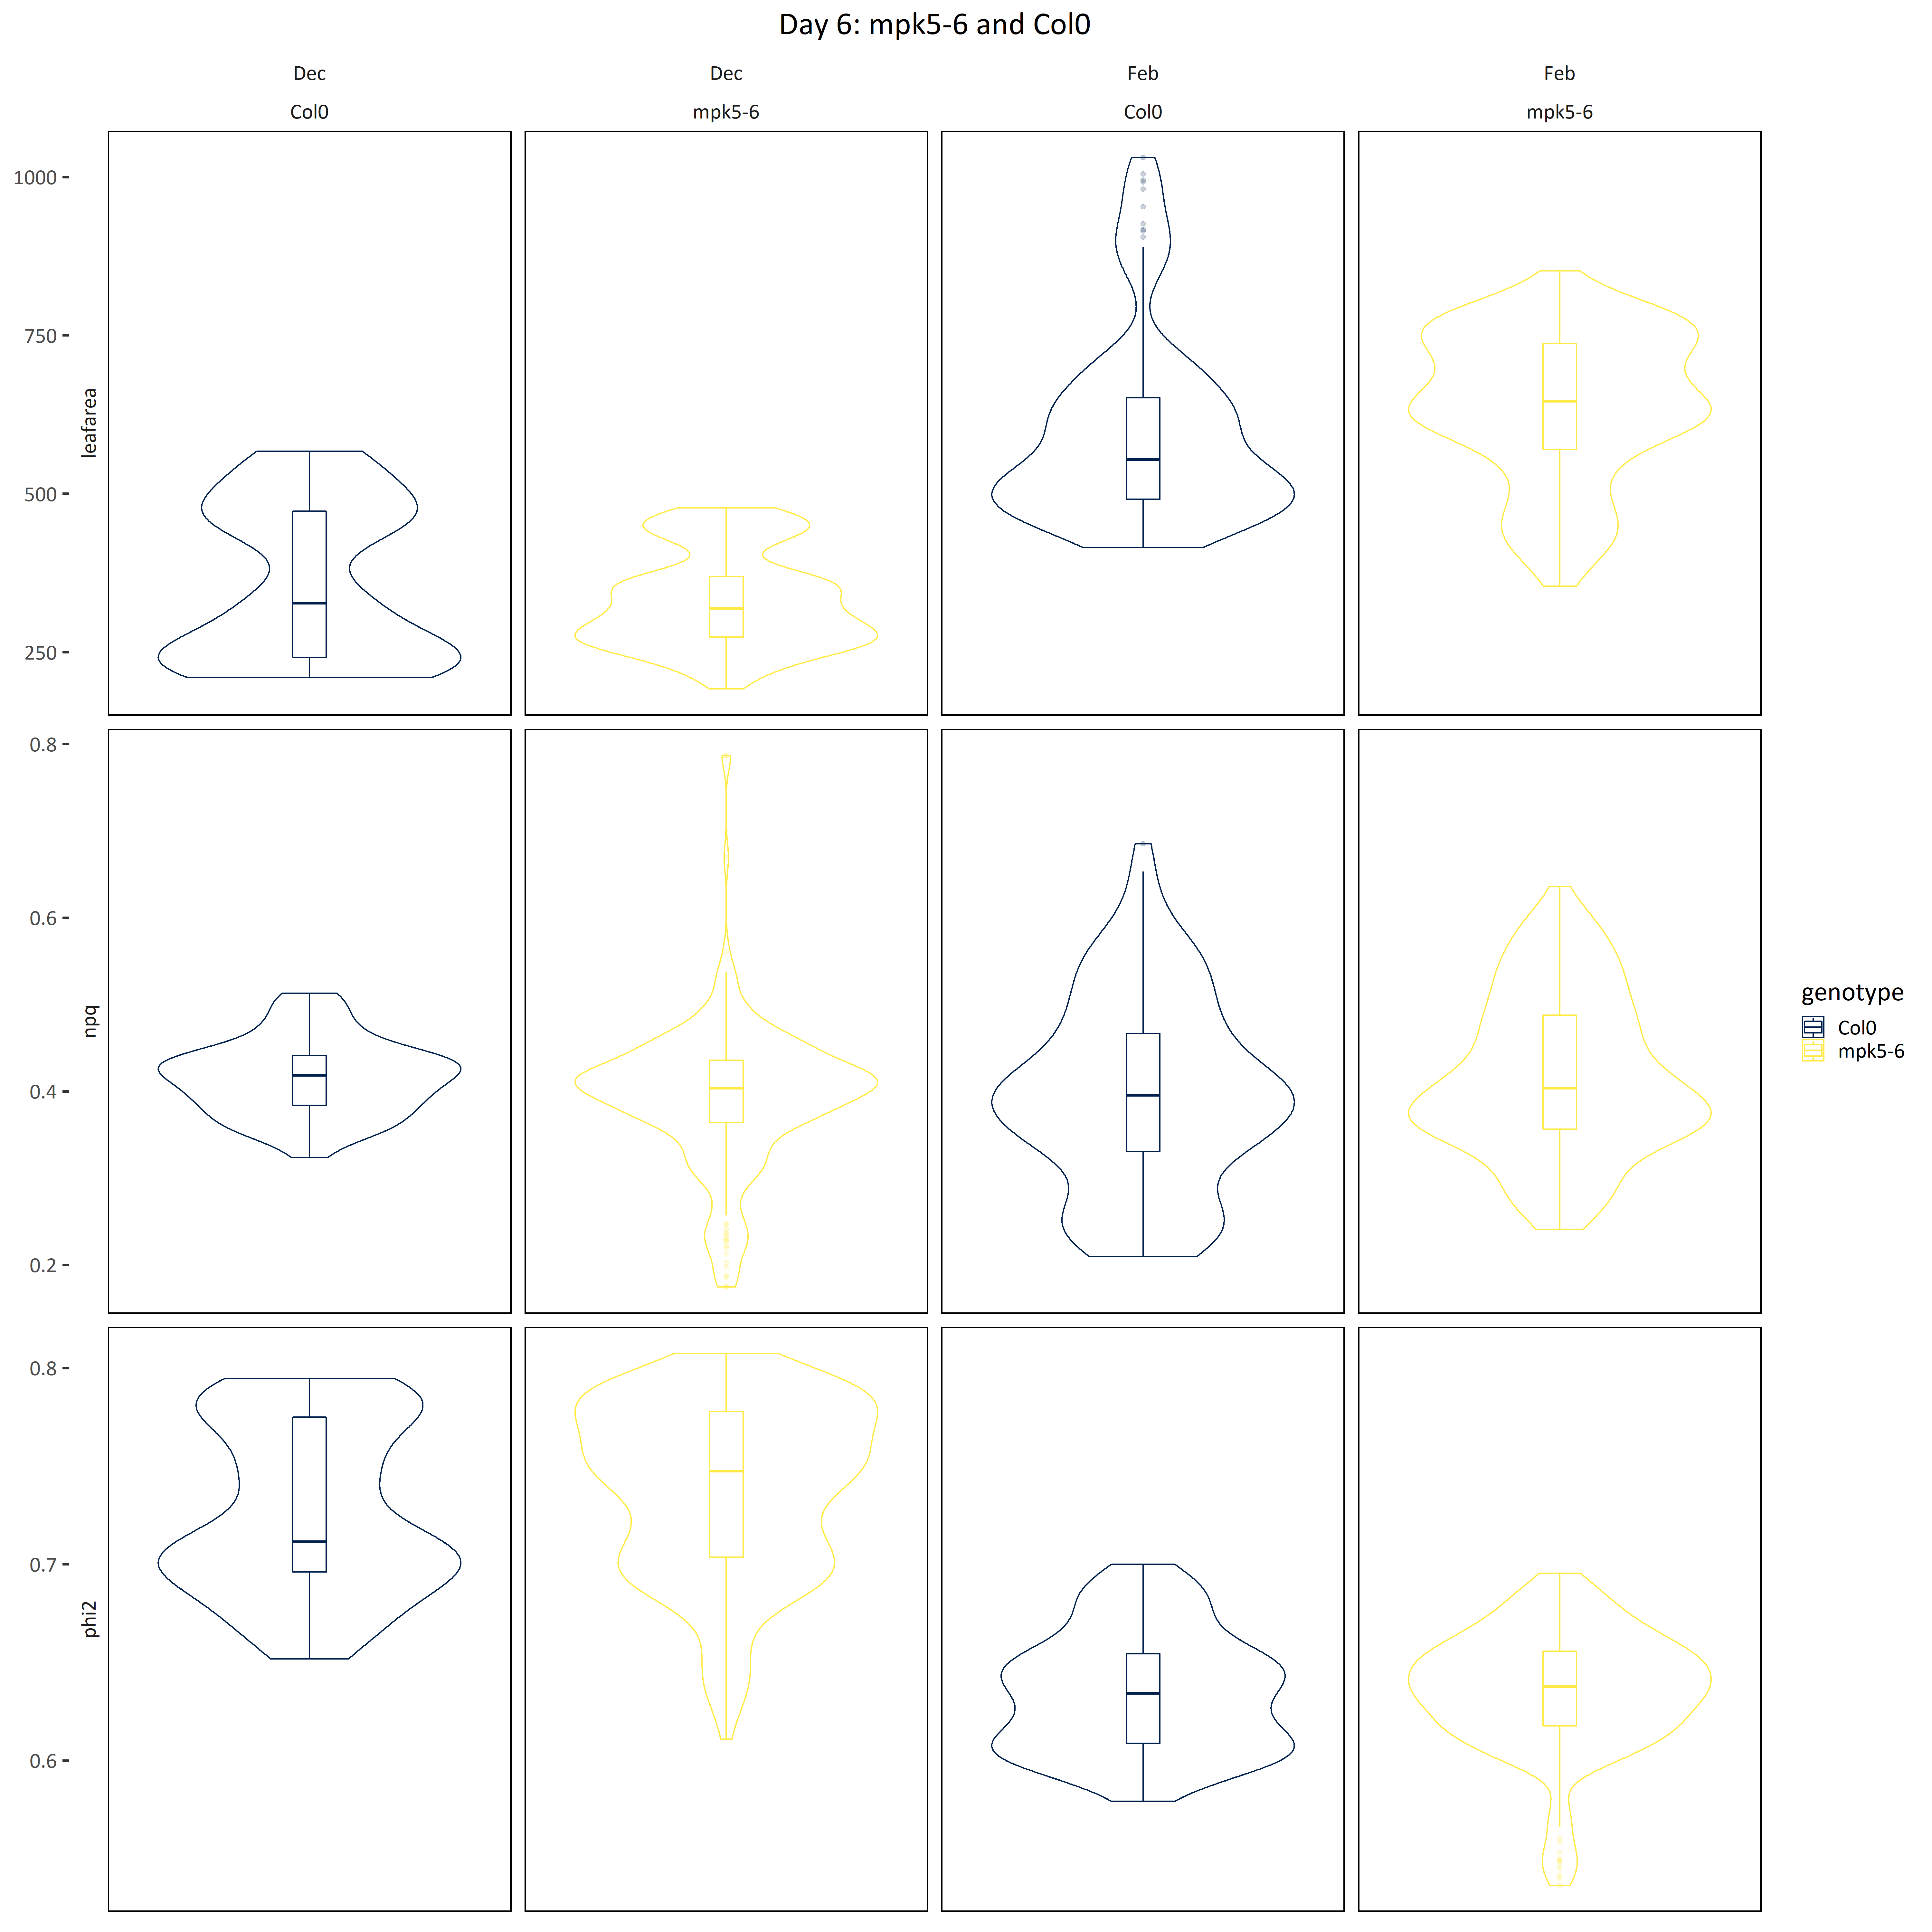 Day 6: mpk5-6 and Col0
Dec Dec Feb Feb
Col0 mpk5-6 Col0 mpk5-6
1000
750
500
250
leafarea
0.8
0.6
0.4
0.2
npq
0.8
0.7
0.6
phi2
genotype
Col0
mpk5-6